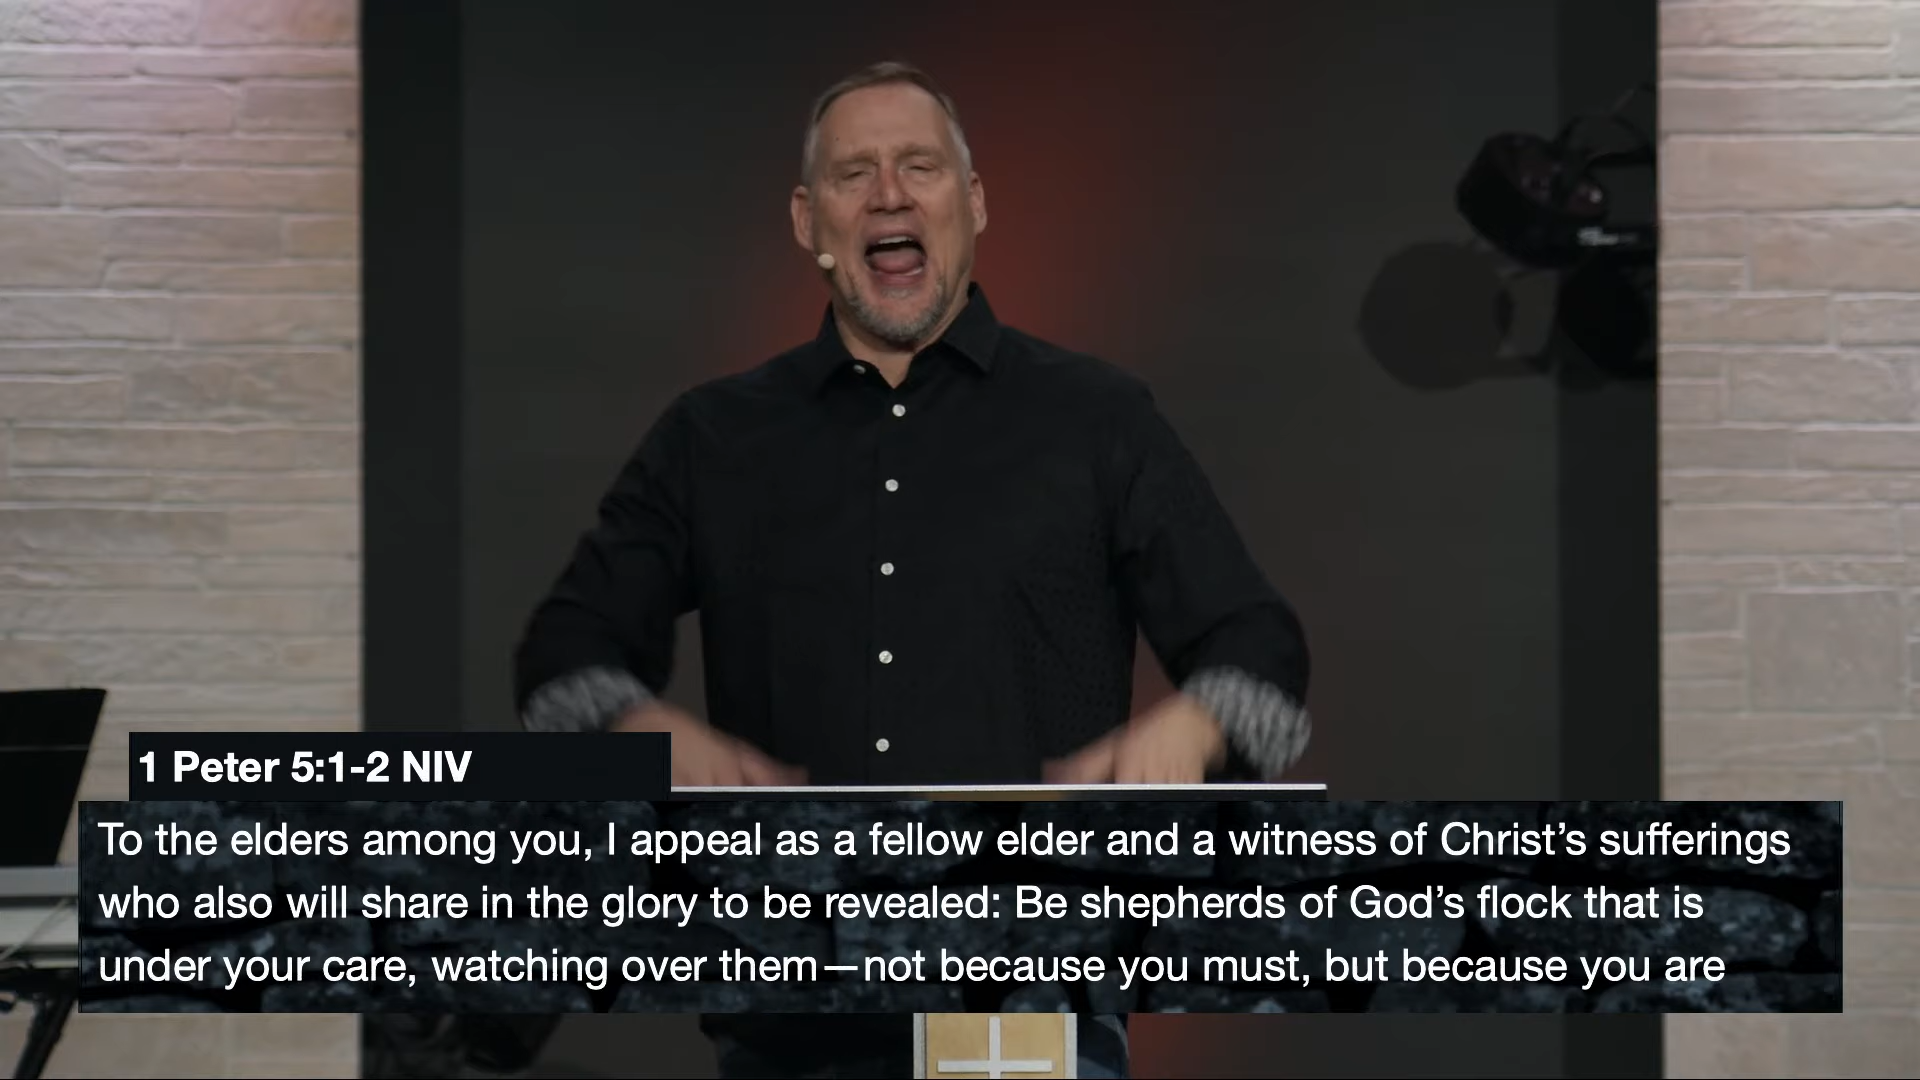 1 Peter 5:1-2 NIV
To the elders among you, I appeal as a fellow elder and a witness of Christ’s sufferings
who also will share in the glory to be revealed: Be shepherds of God’s flock that is
under your care, watching over them—not because you must, but because you are